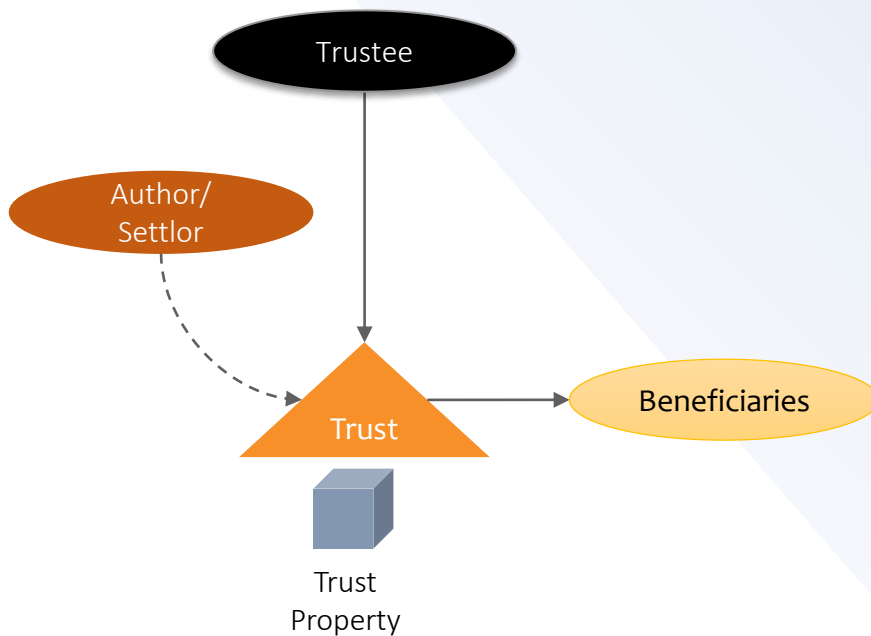 Trustee
Author/
Settlor
Trust
Beneficiaries
Trust
Property